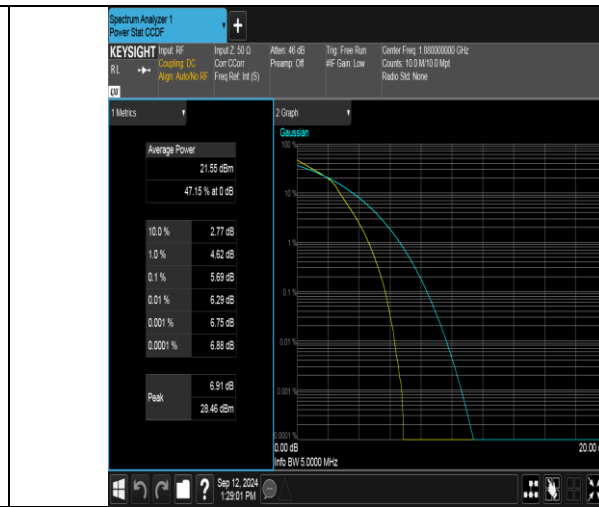 Spectrum Analyzer 1
Power Stat CCDF
+
KEYSIGHT Input: RF Input Z: 50 Ω Atten: 46 dB Trig: Free Run Center Freq: 1.880000000 GHz
RL Coupling: DC Corr CCorr Preamp: Off #IF Gain: Low Counts: 10.0 M/10.0 Mpt
Align: Auto/No RF Freq Ref: Int (S) Radio Std: None
LXI
1 Metrics
Average Power
21.55 dBm
47.15 % at 0 dB
10.0 % 2.77 dB
1.0 % 4.62 dB
0.1 % 5.69 dB
0.01 % 6.29 dB
0.001 % 6.75 dB
0.0001 % 6.88 dB
Peak 6.91 dB
28.46 dBm
2 Graph
Gaussian
100 %
10 %
1 %
0.1 %
0.01 %
0.001 %
0.0001 %
0.00 dB 20.00
Info BW 5.0000 MHz
? Sep 12, 2024
1:29:01 PM